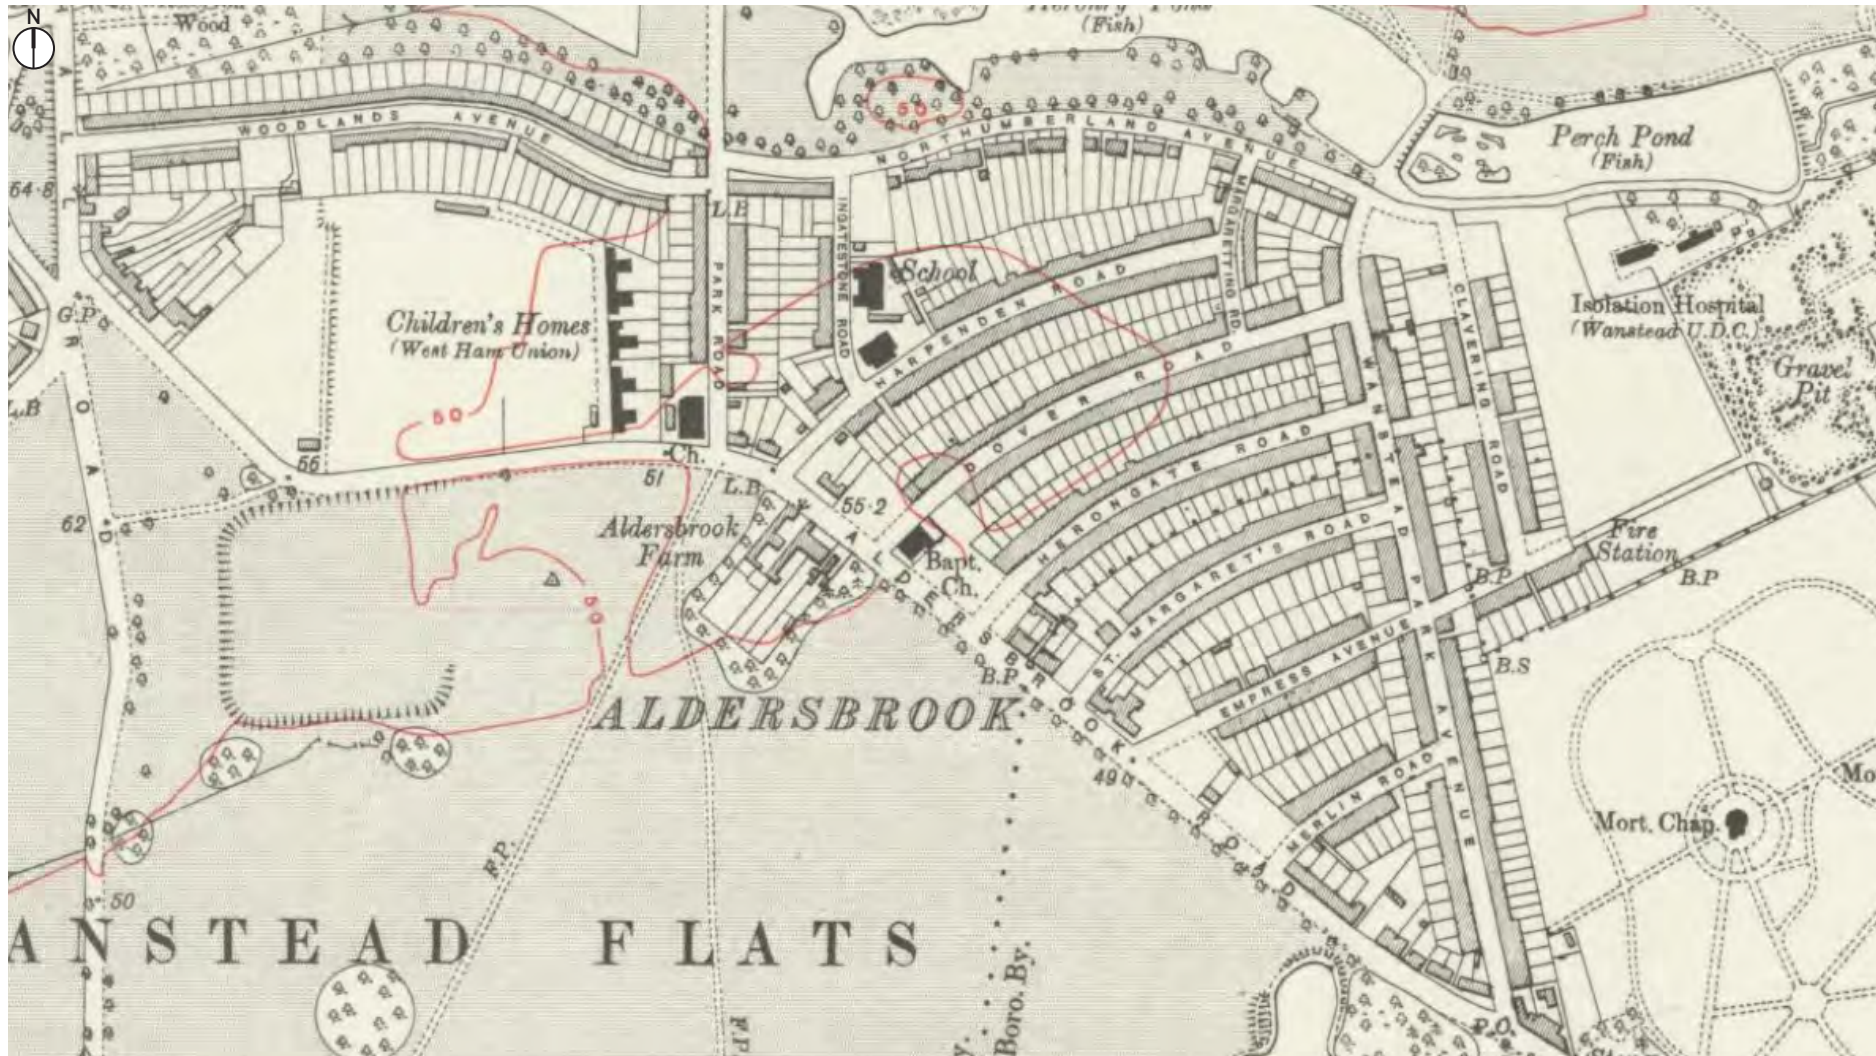 N
Wood
(Fish)
WOODLANDS AVENUE
NORTHUMBERLAND AVENUE
50
Perch Pond
(Fish)
54·8
L.B
INGATESTONE ROAD
MARGARETTING RD.
School
PARK ROAD
HARPENDEN ROAD
Children's Homes
(West Ham Union)
G.P
CLAVERING ROAD
Isolation Hospital
(Wanstead U.D.C.)
Gravel
Pit
DOVER ROAD
WANSTEAD PARK AVENUE
L.B
ROAD
50
HERONGATE ROAD
Ch.
56
51
L.B
55·2
62
Aldersbrook
Farm
ALDERSBROOK ROAD
Bapt.
Ch.
ST. MARGARET'S ROAD
Fire
Station
B.P
B.P
50
EMPRESS AVENUE
B.P
B.S
ALDERSBROOK
49
MERLIN ROAD
Mort. Chap.
Mo
F.P.
50
ANSTEAD FLATS
Boro. By.
y.
F.P
P.O.